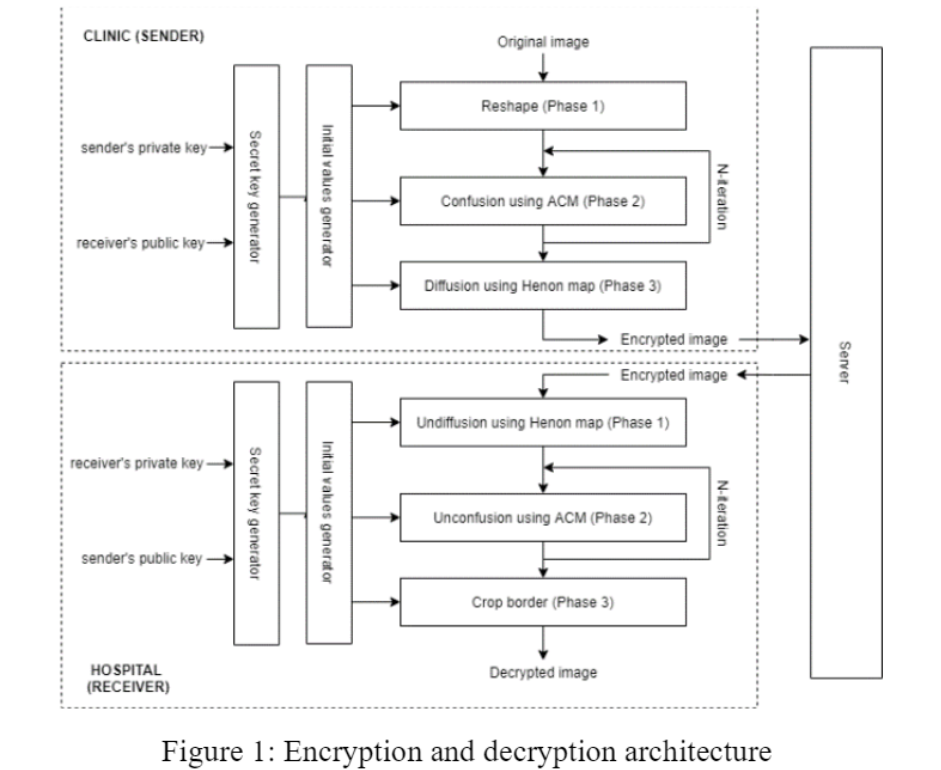 CLINIC (SENDER)
Original image
Reshape (Phase 1)
sender's private key
receiver's public key
Secret key generator
Initial values generator
Confusion using ACM (Phase 2)
N-iteration
Diffusion using Henon map (Phase 3)
Encrypted image
Server
Encrypted image
Undiffusion using Henon map (Phase 1)
receiver's private key
sender's public key
Secret key generator
Initial values generator
Unconfusion using ACM (Phase 2)
N-iteration
Crop border (Phase 3)
Decrypted image
HOSPITAL
(RECEIVER)
Figure 1: Encryption and decryption architecture